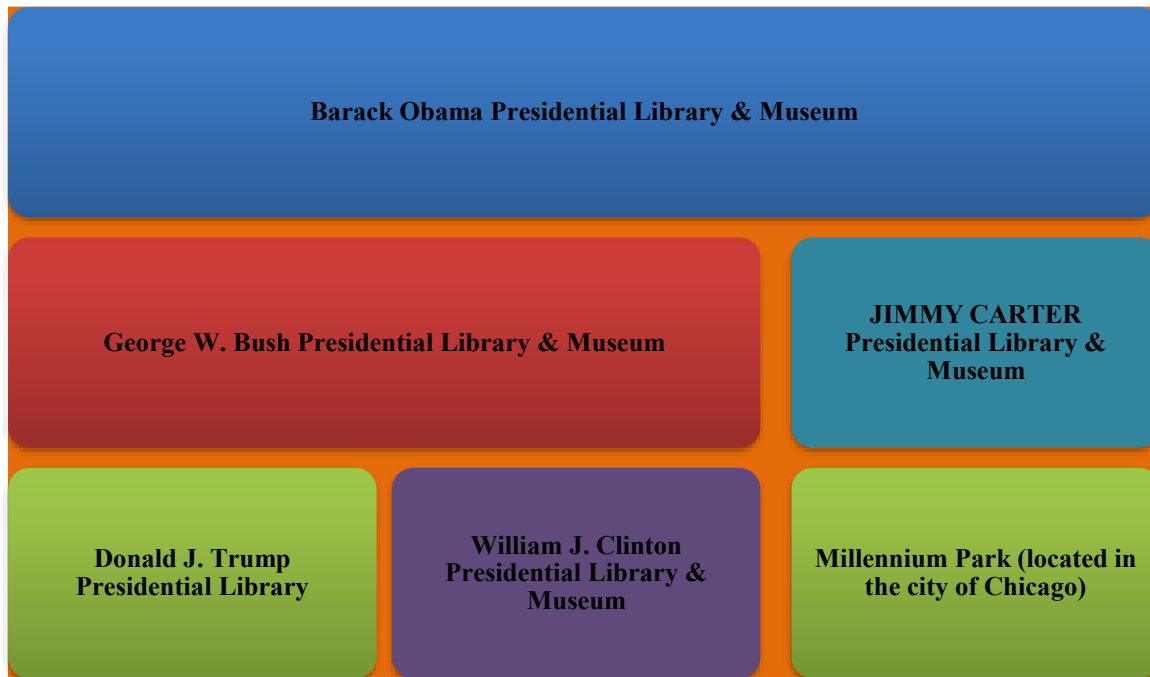 Barack Obama Presidential Library & Museum
George W. Bush Presidential Library & Museum
JIMMY CARTER
Presidential Library &
Museum
Donald J. Trump
Presidential Library
William J. Clinton
Presidential Library &
Museum
Millennium Park (located in
the city of Chicago)